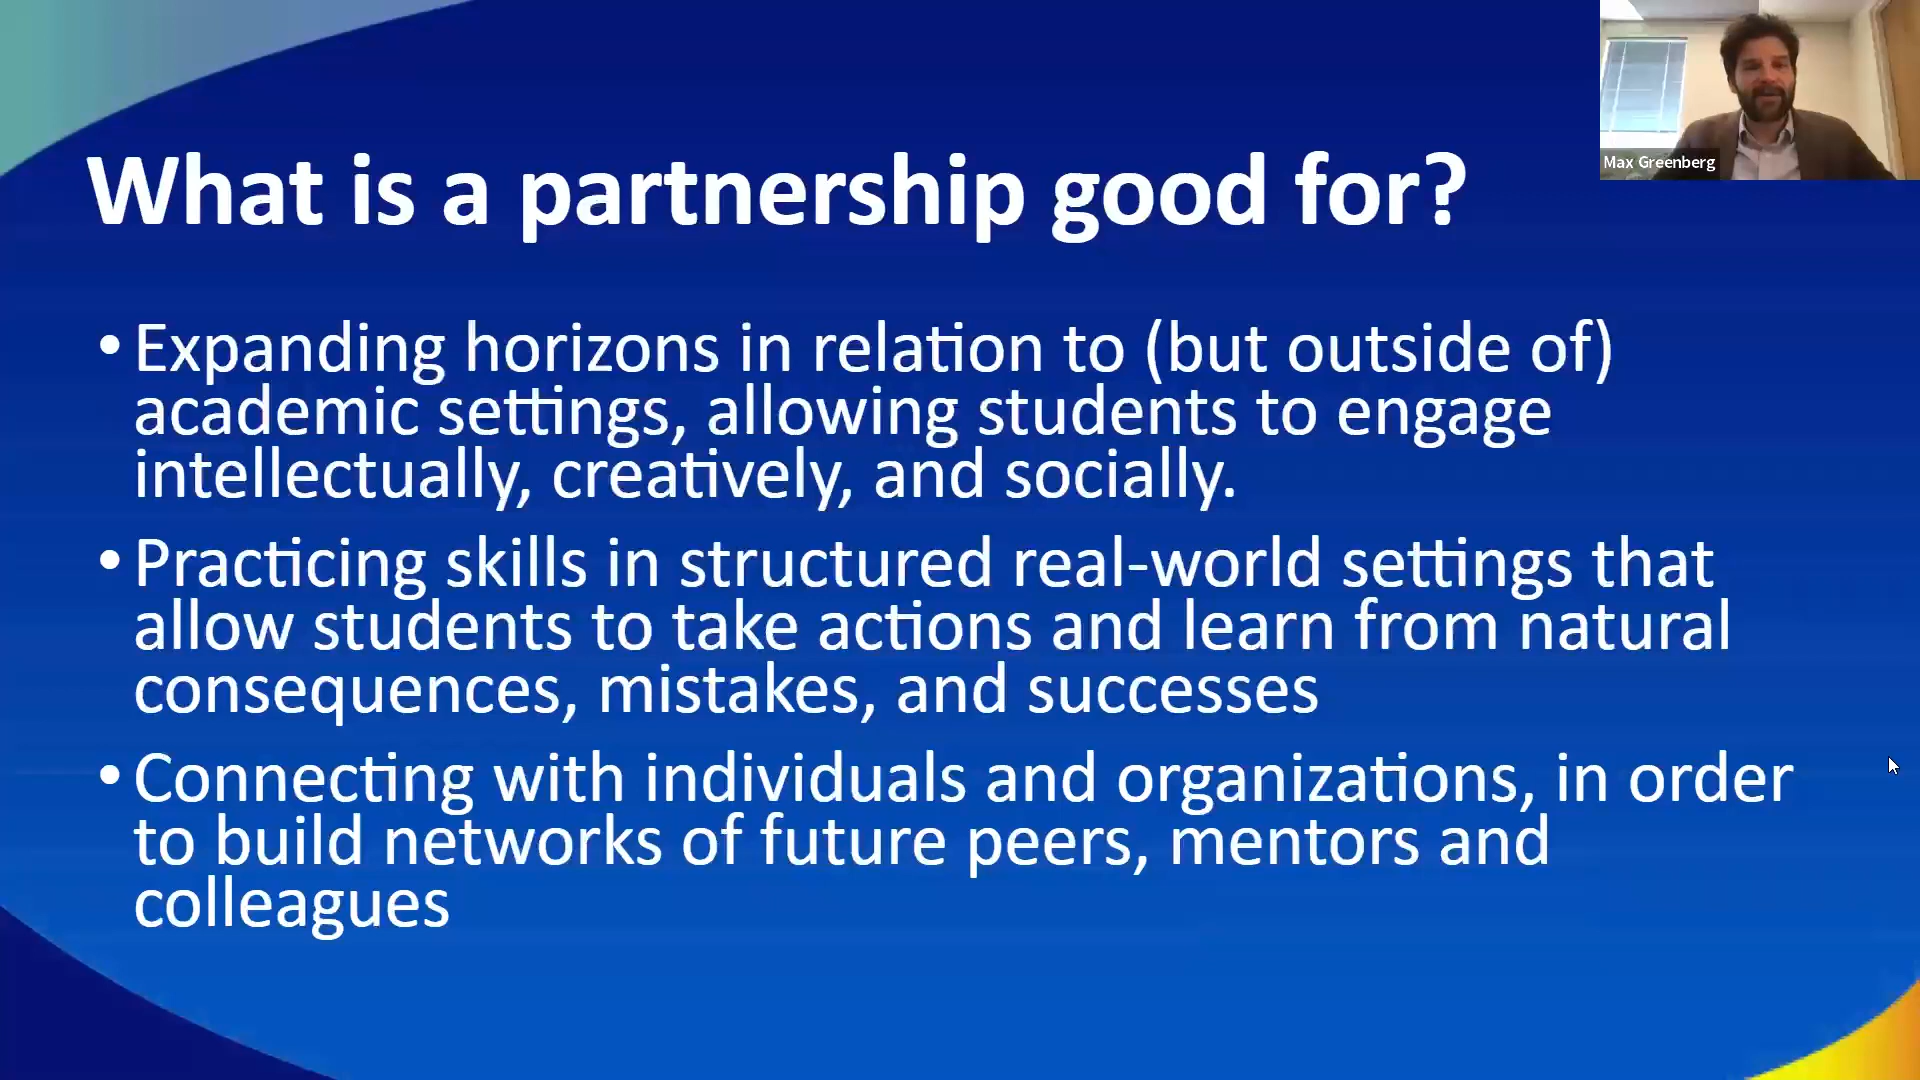 What is a partnership good for?
Max Greenberg
• Expanding horizons in relation to (but outside of)
academic settings, allowing students to engage
intellectually, creatively, and socially.
• Practicing skills in structured real-world settings that
allow students to take actions and learn from natural
consequences, mistakes, and successes
• Connecting with individuals and organizations, in order
to build networks of future peers, mentors and
colleagues